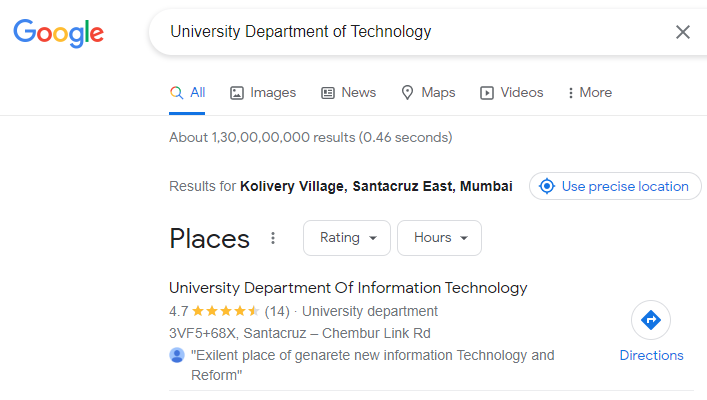 Google
University Department of Technology
All Images News Maps Videos More
About 1,30,00,00,000 results (0.46 seconds)
Results for Kolivery Village, Santacruz East, Mumbai Use precise location
Places Rating Hours
University Department Of Information Technology
4.7 (14) · University department
3VF5+68X, Santacruz – Chembur Link Rd
"Exilent place of genarete new information Technology and
Reform"
Directions